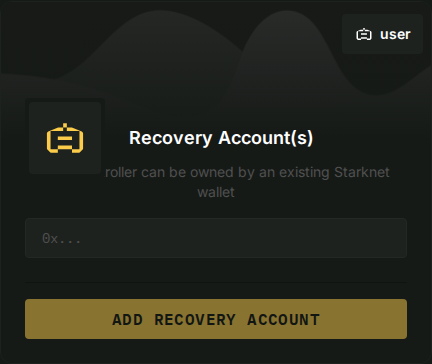 user
Recovery Account(s)
roller can be owned by an existing Starknet
wallet
0x...
ADD RECOVERY ACCOUNT